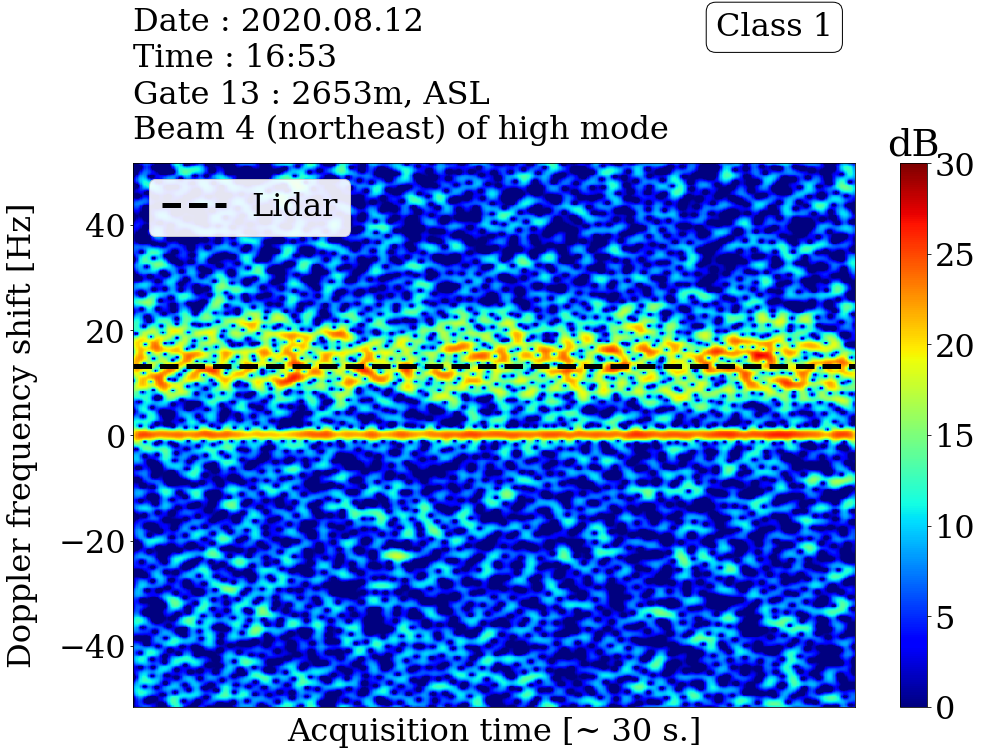 Date : 2020.08.12
Time : 16:53
Gate 13 : 2653m, ASL
Beam 4 (northeast) of high mode
Class 1
dB
Lidar
Doppler frequency shift [Hz]
40
20
0
−20
−40
30
25
20
15
10
5
0
Acquisition time [~ 30 s.]